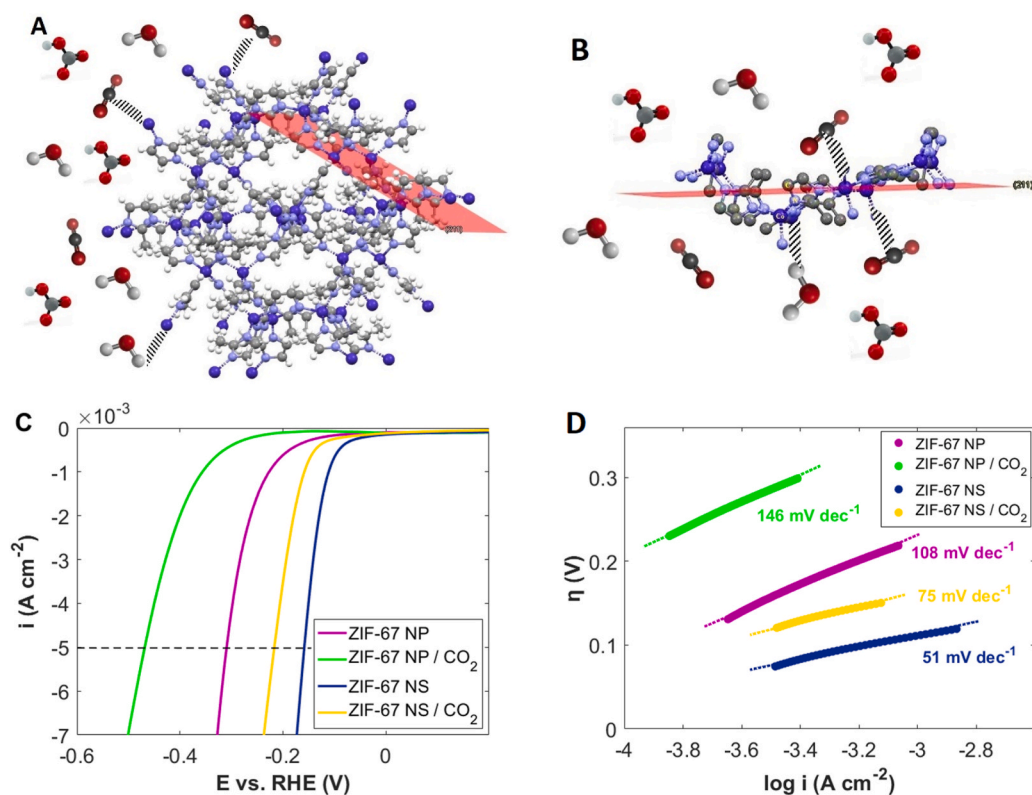 A
B
(211)
C
×10⁻³
0
-1
-2
-3
-4
-5
-6
-7
-0.6
-0.4
-0.2
0
i (A cm⁻²)
E vs. RHE (V)
ZIF-67 NP
ZIF-67 NP / CO₂
ZIF-67 NS
ZIF-67 NS / CO₂
D
ZIF-67 NP
ZIF-67 NP / CO₂
ZIF-67 NS
ZIF-67 NS / CO₂
0.3
0.2
0.1
0
η (V)
146 mV dec⁻¹
108 mV dec⁻¹
75 mV dec⁻¹
51 mV dec⁻¹
-4
-3.8
-3.6
-3.4
-3.2
-3
-2.8
-2.6
log i (A cm⁻²)